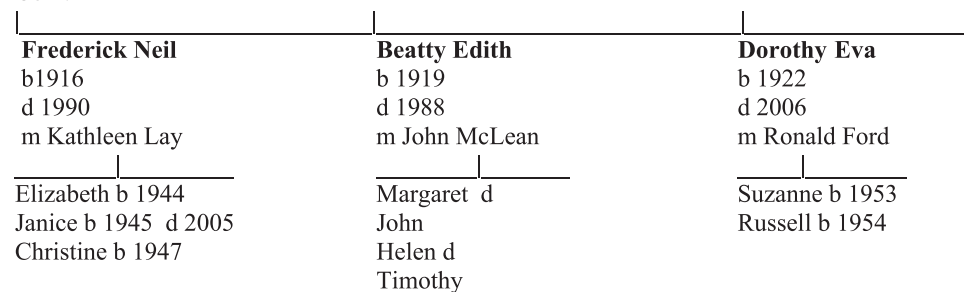 Frederick Neil
b1916
d 1990
m Kathleen Lay
Elizabeth b 1944
Janice b 1945 d 2005
Christine b 1947
Beatty Edith
b 1919
d 1988
m John McLean
Margaret d
John
Helen d
Timothy
Dorothy Eva
b 1922
d 2006
m Ronald Ford
Suzanne b 1953
Russell b 1954